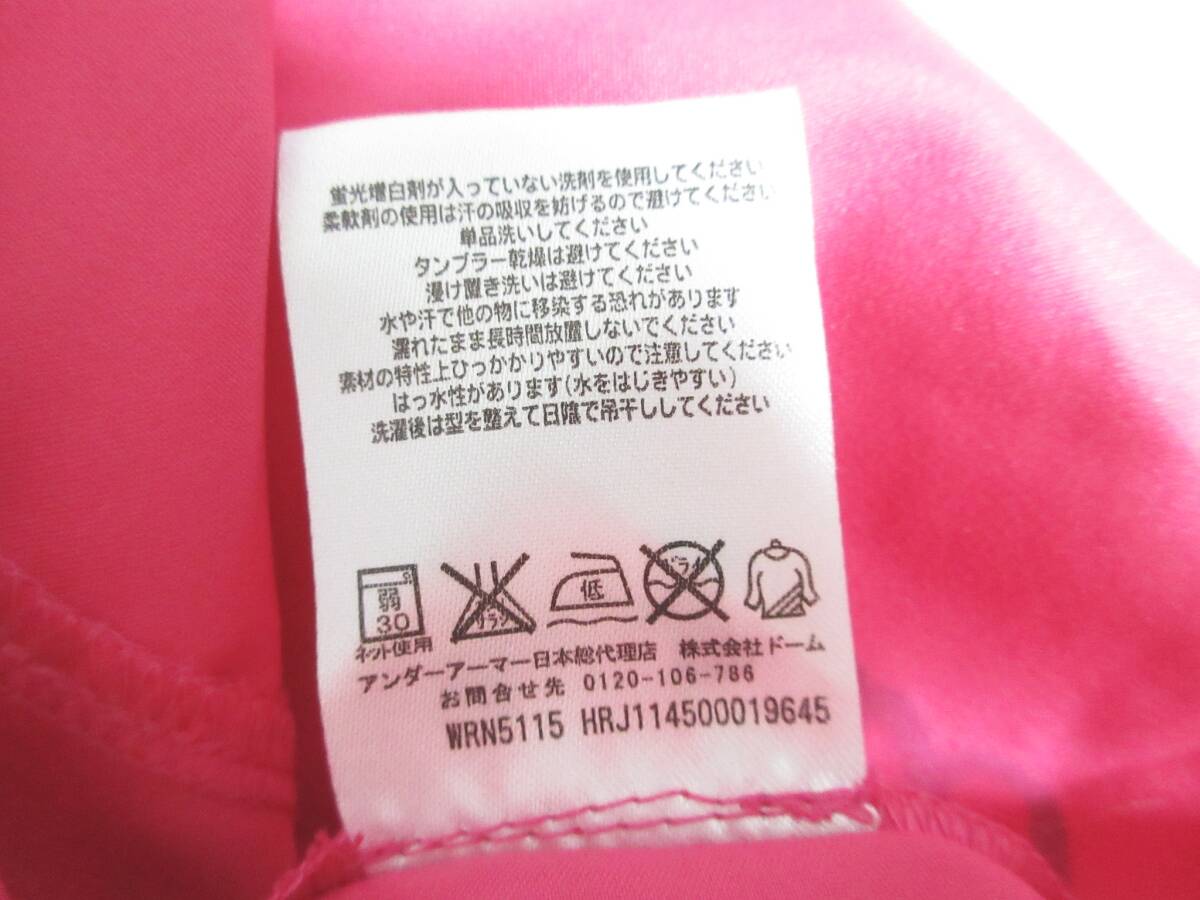 蛍光増白剤が入っていない洗剤を使用してください
柔軟剤の使用は汗の吸収を妨げるので避けてください
単品洗いしてください
タンブラー乾燥は避けてください
浸け置き洗いは避けてください
水や汗で他の物に移染する恐れがあります
濡れたまま長時間放置しないでください
素材の特性上ひっかかりやすいので注意してください
はっ水性があります(水をはじきやすい)
洗濯後は型を整えて日陰で吊干ししてください
弱
30
サラシ
低
ドライ
ネット使用
アンダーアーマー日本総代理店 株式会社ドーム
お問合せ先 0120-106-786
WRN5115 HRJ114500019645